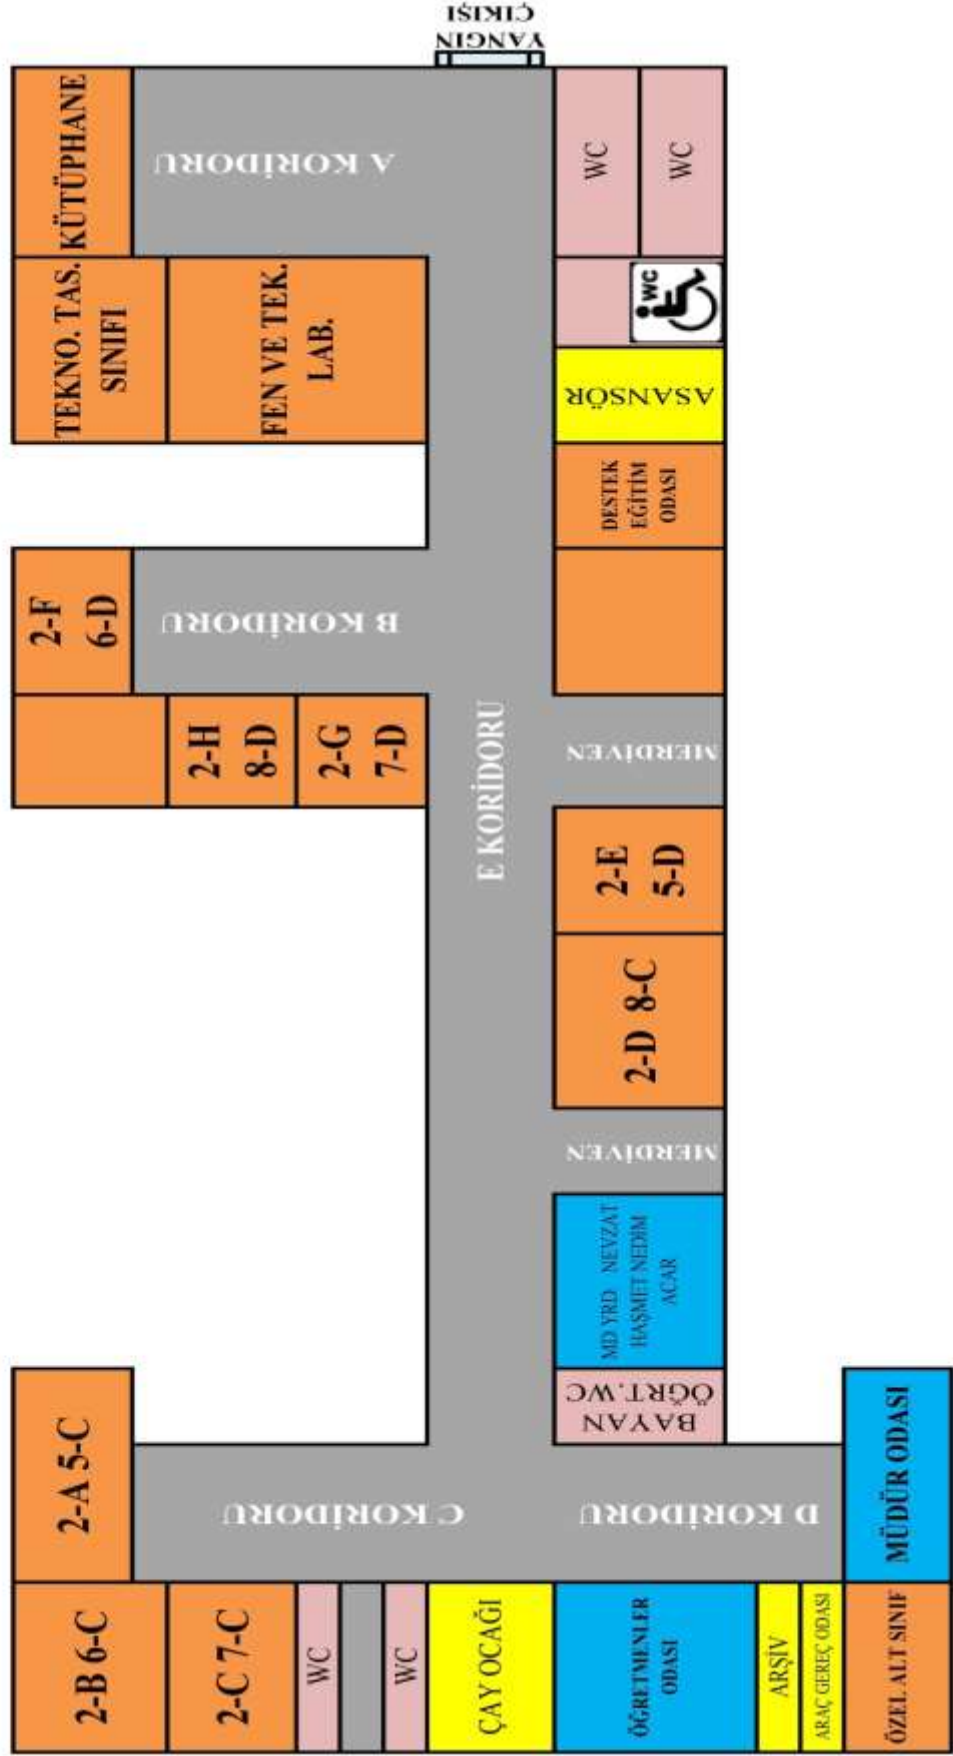 YANGIN
ÇIKIŞI
KÜTÜPHANE
A KORİDORU
WC
WC
TEKNO. TAS.
SINIFI
FEN VE TEK.
LAB.
WC
ASANSÖR
DESTEK
EĞİTİM
ODASI
2-F
6-D
B KORİDORU
2-H
8-D
2-G
7-D
E KORİDORU
MERDİVEN
2-E
5-D
2-D 8-C
MERDİVEN
MD YRD NEVZAT
HAŞMET NEDİM
ACAR
BAYAN
ÖĞRT.WC
2-A 5-C
C KORİDORU
D KORİDORU
MÜDÜR ODASI
2-B 6-C
2-C 7-C
WC
WC
ÇAY OCAĞI
ÖĞRETMENLER
ODASI
ARŞİV
ARAÇ GEREÇ ODASI
ÖZEL ALT SINIF